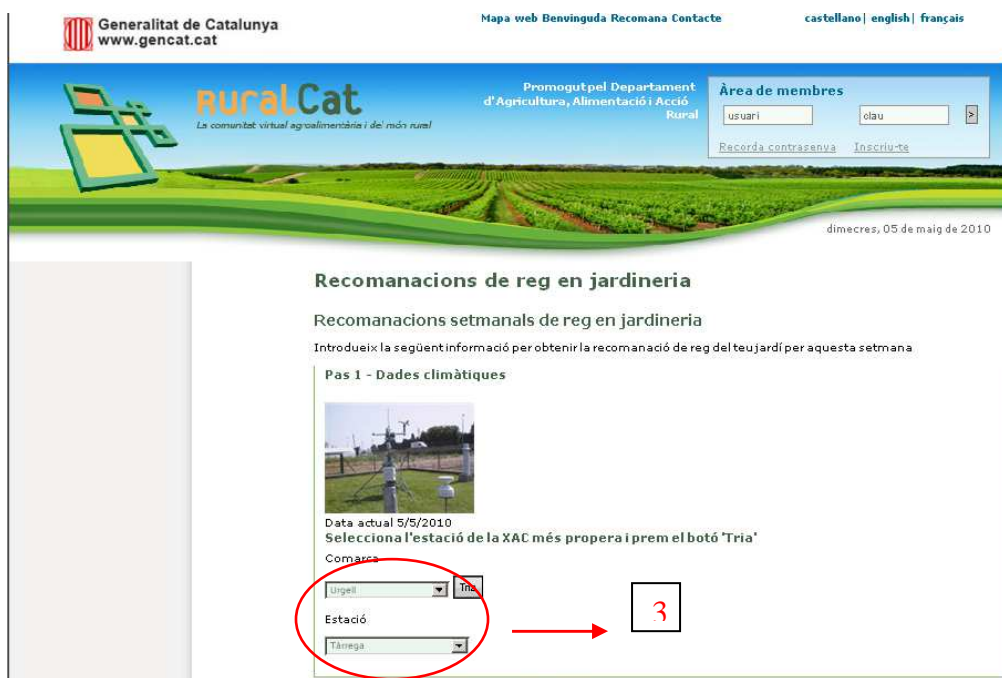 Generalitat de Catalunya
www.gencat.cat
Mapa web Benvinguda Recomana Contacte
castellano| english| français
RuralCat
La comunitat virtual agroalimentària i del món rural
Promogut pel Departament
d'Agricultura, Alimentació i Acció
Rural
Àrea de membres
usuari
clau
>
Recorda contrasenya Inscriu-te
dimecres, 05 de maig de 2010
Recomanacions de reg en jardineria
Recomanacions setmanals de reg en jardineria
Introdueix la següent informació per obtenir la recomanació de reg del teu jardí per aquesta setmana
Pas 1 - Dades climàtiques
Data actual 5/5/2010
Selecciona l'estació de la XAC més propera i prem el botó 'Tria'
Comarca
Urgell
Tria
Estació
Tàrrega
3